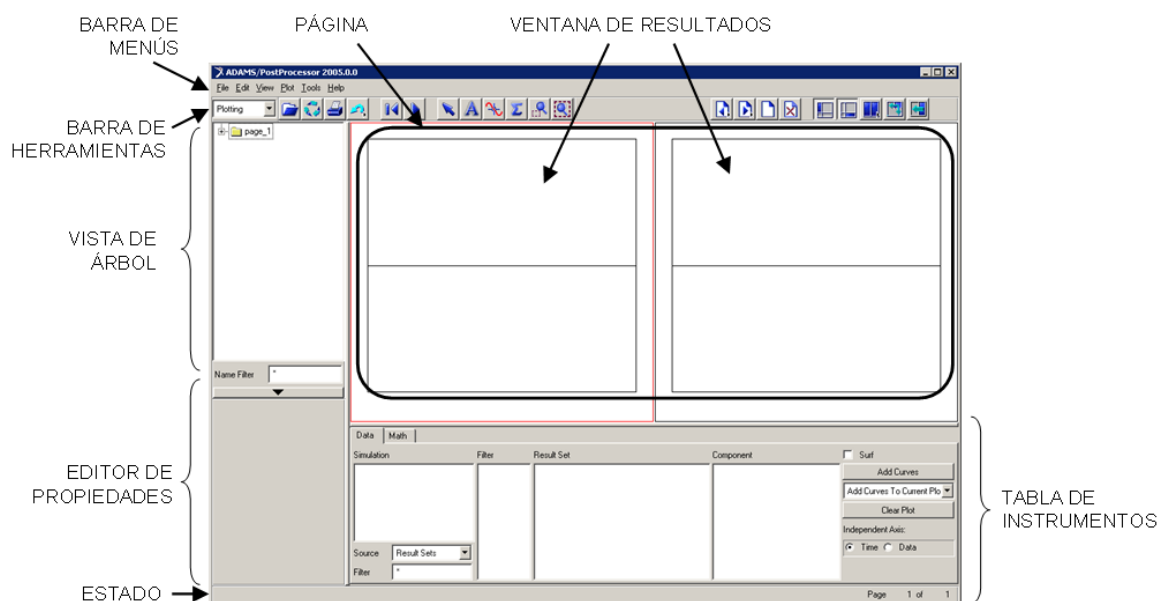 BARRA DE
MENÚS
PÁGINA
VENTANA DE RESULTADOS
ADAMS/PostProcessor 2005.0.0
File Edit View Plot Tools Help
Plotting
BARRA DE
HERRAMIENTAS
page_1
VISTA DE
ÁRBOL
Name Filter *
EDITOR DE
PROPIEDADES
Data Math
Simulation Filter Result Set Component Surf
Add Curves
Add Curves To Current Plo
Clear Plot
Independent Axis:
Time Data
Source Result Sets
Filter *
TABLA DE
INSTRUMENTOS
ESTADO
Page 1 of 1